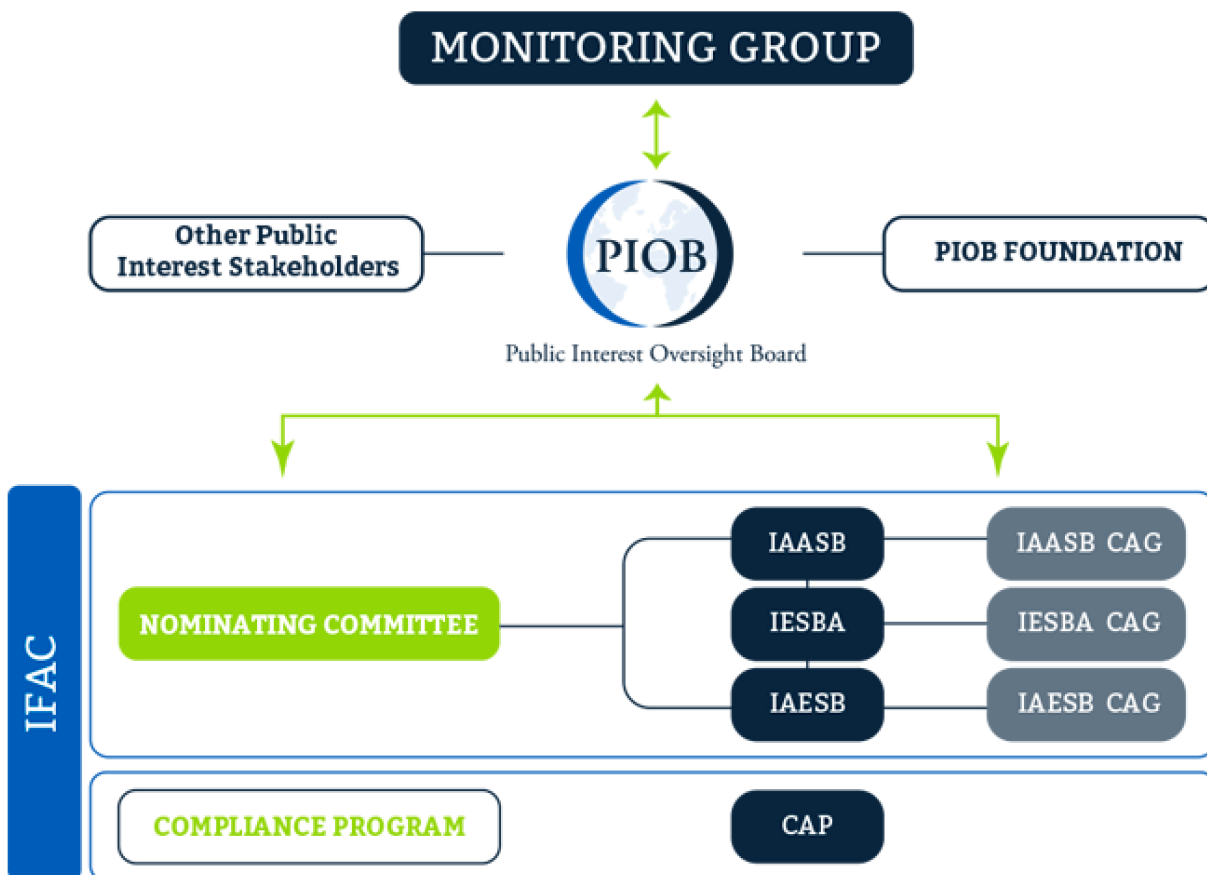 MONITORING GROUP
Other Public
Interest Stakeholders
PIOB
PIOB FOUNDATION
Public Interest Oversight Board
IFAC
NOMINATING COMMITTEE
IAASB
IAASB CAG
IESBA
IESBA CAG
IAESB
IAESB CAG
COMPLIANCE PROGRAM
CAP